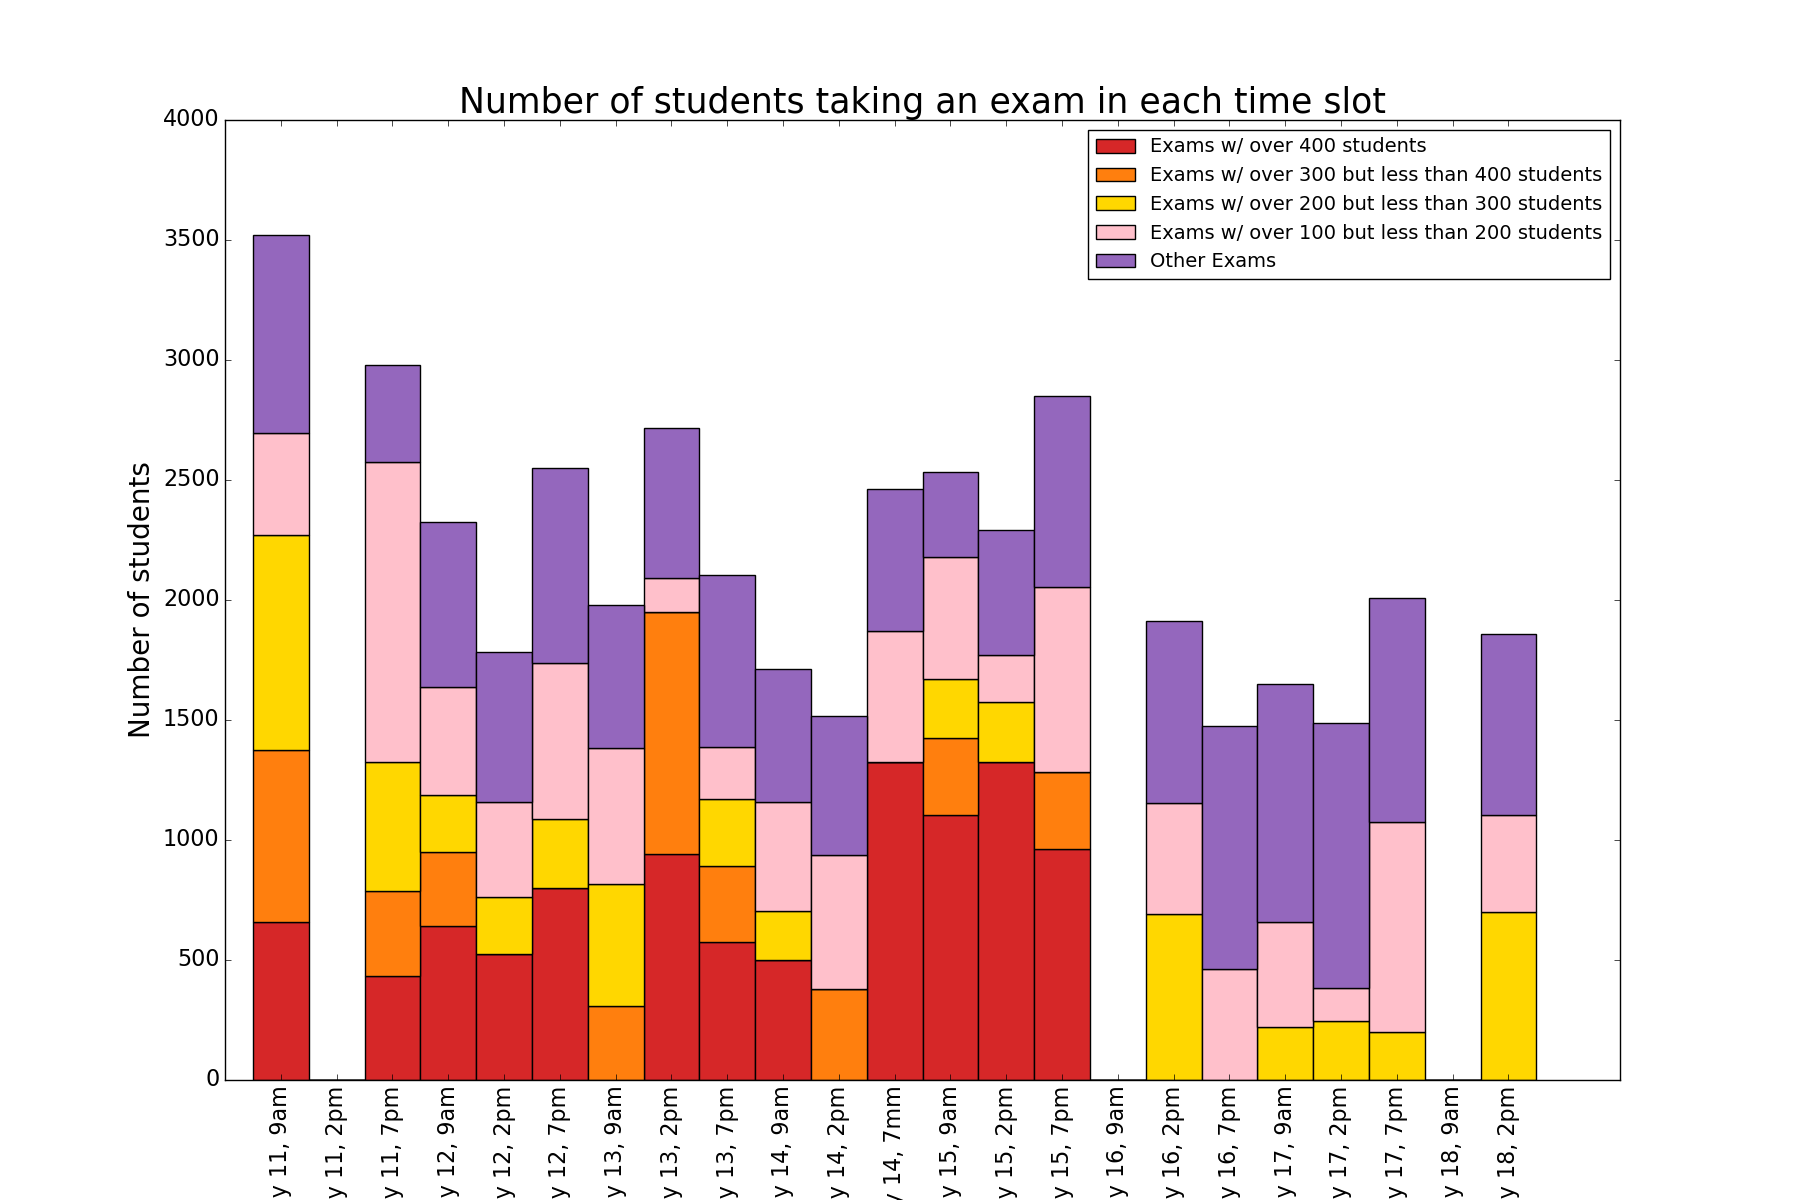 Number of students taking an exam in each time slot
4000
3500
3000
2500
2000
1500
1000
500
0
Number of students
Exams w/ over 400 students
Exams w/ over 300 but less than 400 students
Exams w/ over 200 but less than 300 students
Exams w/ over 100 but less than 200 students
Other Exams
y 11, 9am
y 11, 2pm
y 11, 7pm
y 12, 9am
y 12, 2pm
y 12, 7pm
y 13, 9am
y 13, 2pm
y 13, 7pm
y 14, 9am
y 14, 2pm
y 14, 7mm
y 15, 9am
y 15, 2pm
y 15, 7pm
y 16, 9am
y 16, 2pm
y 16, 7pm
y 17, 9am
y 17, 2pm
y 17, 7pm
y 18, 9am
y 18, 2pm